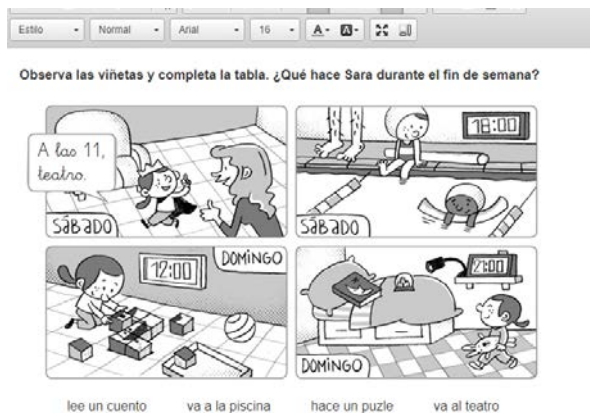 Estilo Normal Arial 16 A A
Observa las viñetas y completa la tabla. ¿Qué hace Sara durante el fin de semana?
A las 11,
teatro.
SÁBADO
18:00
SÁBADO
12:00
DOMINGO
21:00
DOMINGO
lee un cuento va a la piscina hace un puzle va al teatro